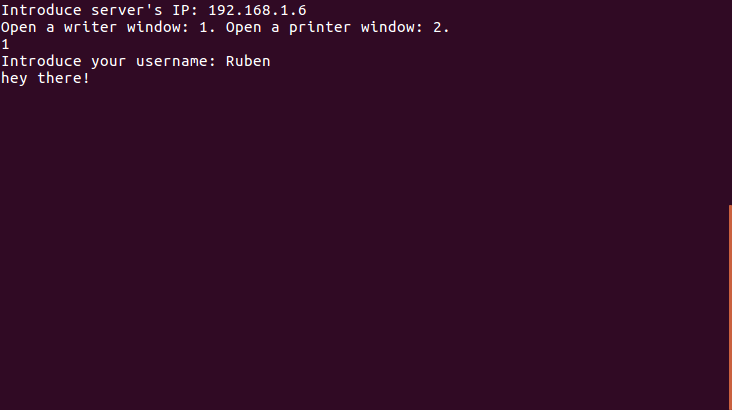 Introduce server's IP: 192.168.1.6
Open a writer window: 1. Open a printer window: 2.
1
Introduce your username: Ruben
hey there!